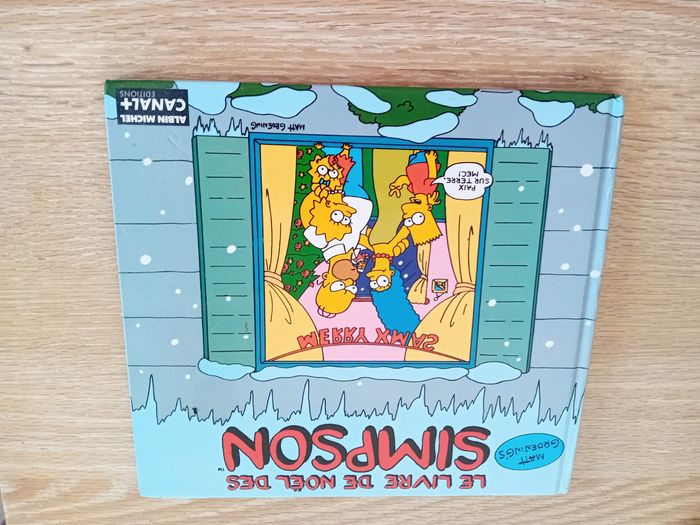 MATT
GROENING'S
LE LIVRE DE NOËL DES
SIMPSON™
MERRY XMAS
PAIX
SUR TERRE,
MEC!
MATT GROENING
ALBIN MICHEL
CANAL+
EDITIONS